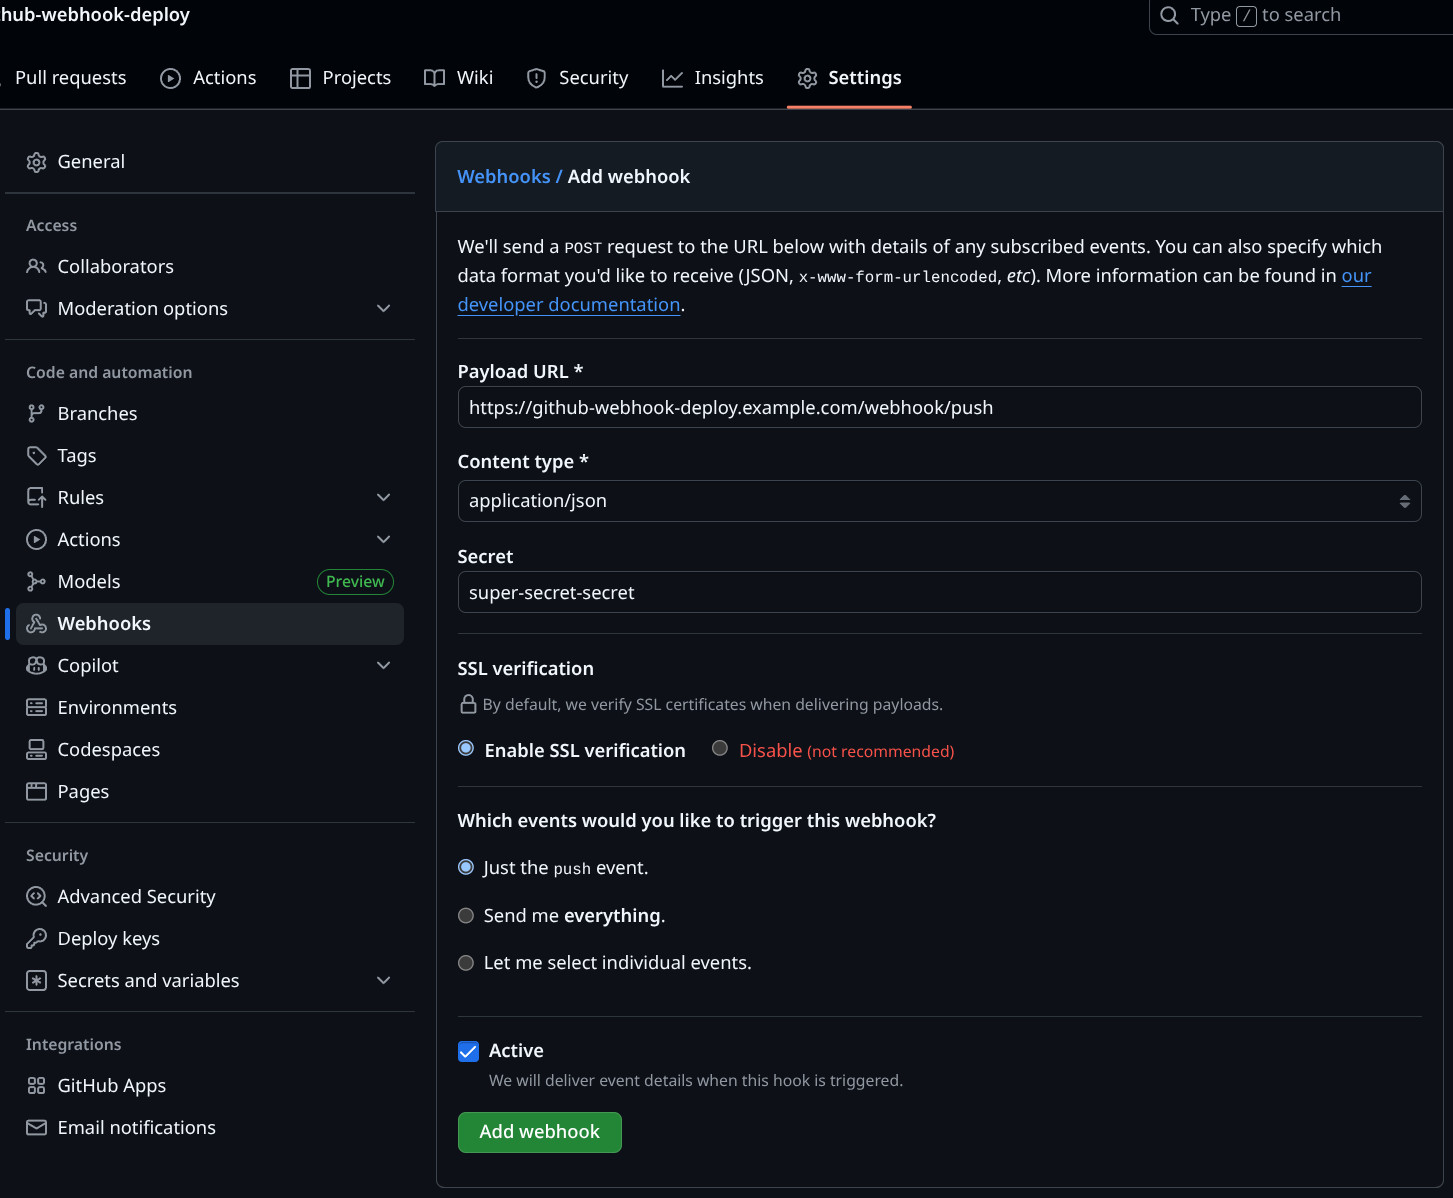 hub-webhook-deploy
Type / to search
Pull requests
Actions
Projects
Wiki
Security
Insights
Settings
General
Access
Collaborators
Moderation options
Code and automation
Branches
Tags
Rules
Actions
Models
Preview
Webhooks
Copilot
Environments
Codespaces
Pages
Security
Advanced Security
Deploy keys
Secrets and variables
Integrations
GitHub Apps
Email notifications
Webhooks / Add webhook
We'll send a POST request to the URL below with details of any subscribed events. You can also specify which
data format you'd like to receive (JSON, x-www-form-urlencoded, etc). More information can be found in our
developer documentation.
Payload URL *
https://github-webhook-deploy.example.com/webhook/push
Content type *
application/json
Secret
super-secret-secret
SSL verification
By default, we verify SSL certificates when delivering payloads.
Enable SSL verification
Disable (not recommended)
Which events would you like to trigger this webhook?
Just the push event.
Send me everything.
Let me select individual events.
Active
We will deliver event details when this hook is triggered.
Add webhook